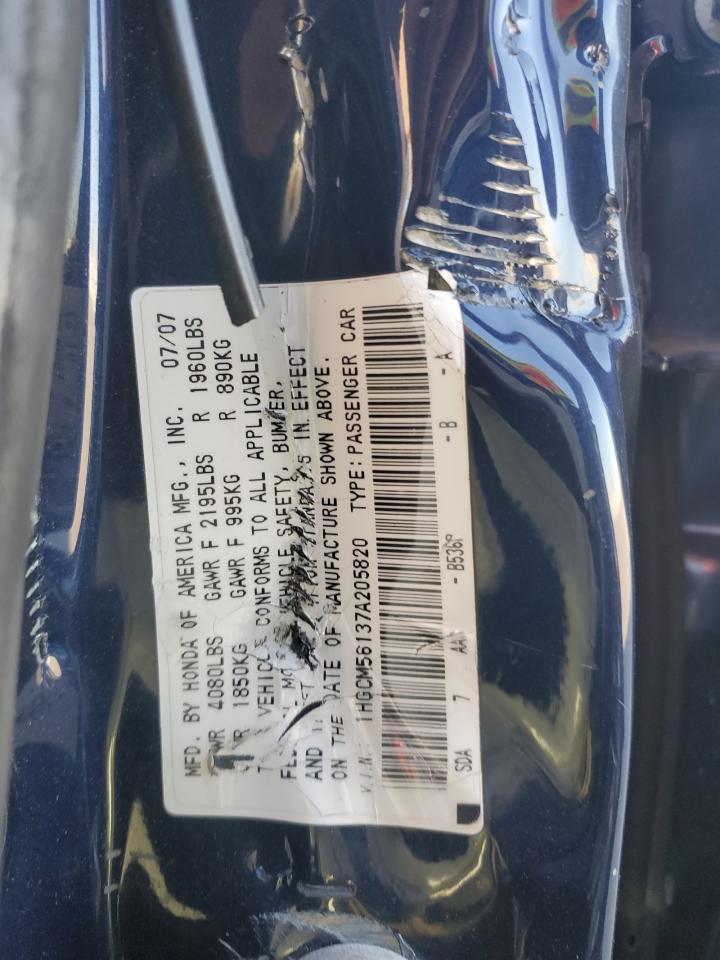 MFD. BY HONDA OF AMERICA MFG., INC. 07/07
4080LBS GAWR F 2195LBS R 1960LBS
1850KG GAWR F 995KG R 890KG
VEHICLE CONFORMS TO ALL APPLICABLE
VEHICLE SAFETY, BUMPER,
AND IN EFFECT
ON THE DATE OF MANUFACTURE SHOWN ABOVE.
V.I.N.: 1HGCM56137A205820 TYPE: PASSENGER CAR
SDA 7 - B536P - B - A